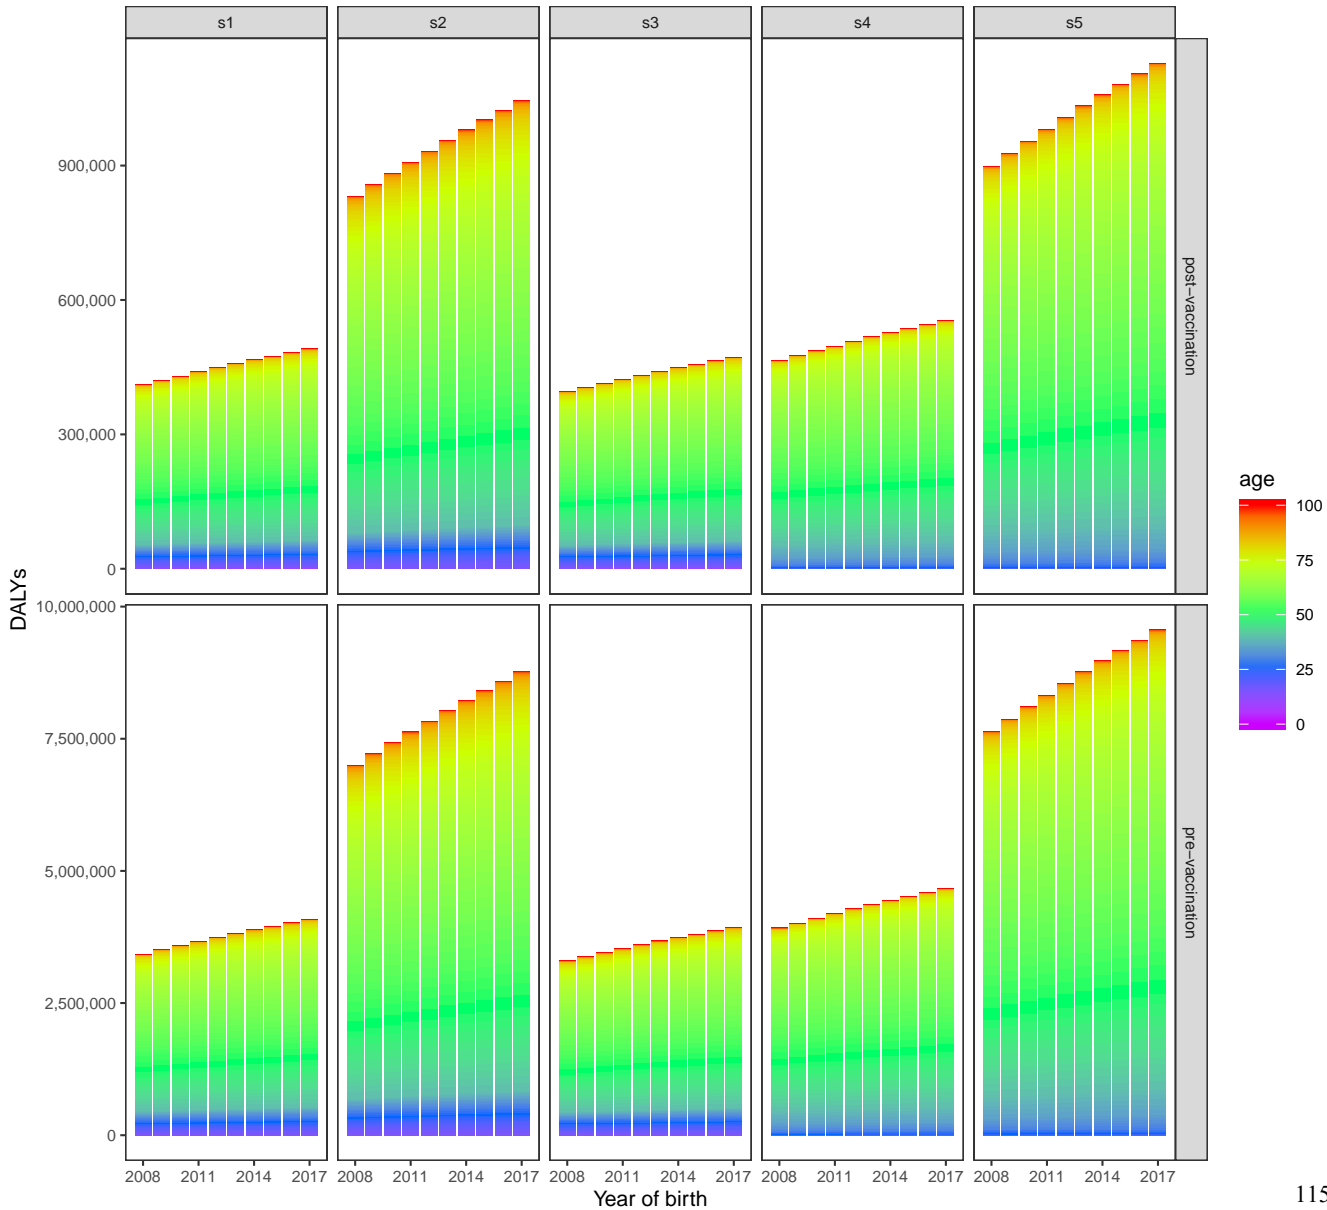 s1 s2 s3 s4 s5
900,000
600,000
300,000
0
post−vaccination
10,000,000
7,500,000
5,000,000
2,500,000
0
pre−vaccination
DALYs
2008 2011 2014 2017 2008 2011 2014 2017 2008 2011 2014 2017 2008 2011 2014 2017 2008 2011 2014 2017
Year of birth
age
100
75
50
25
0
115